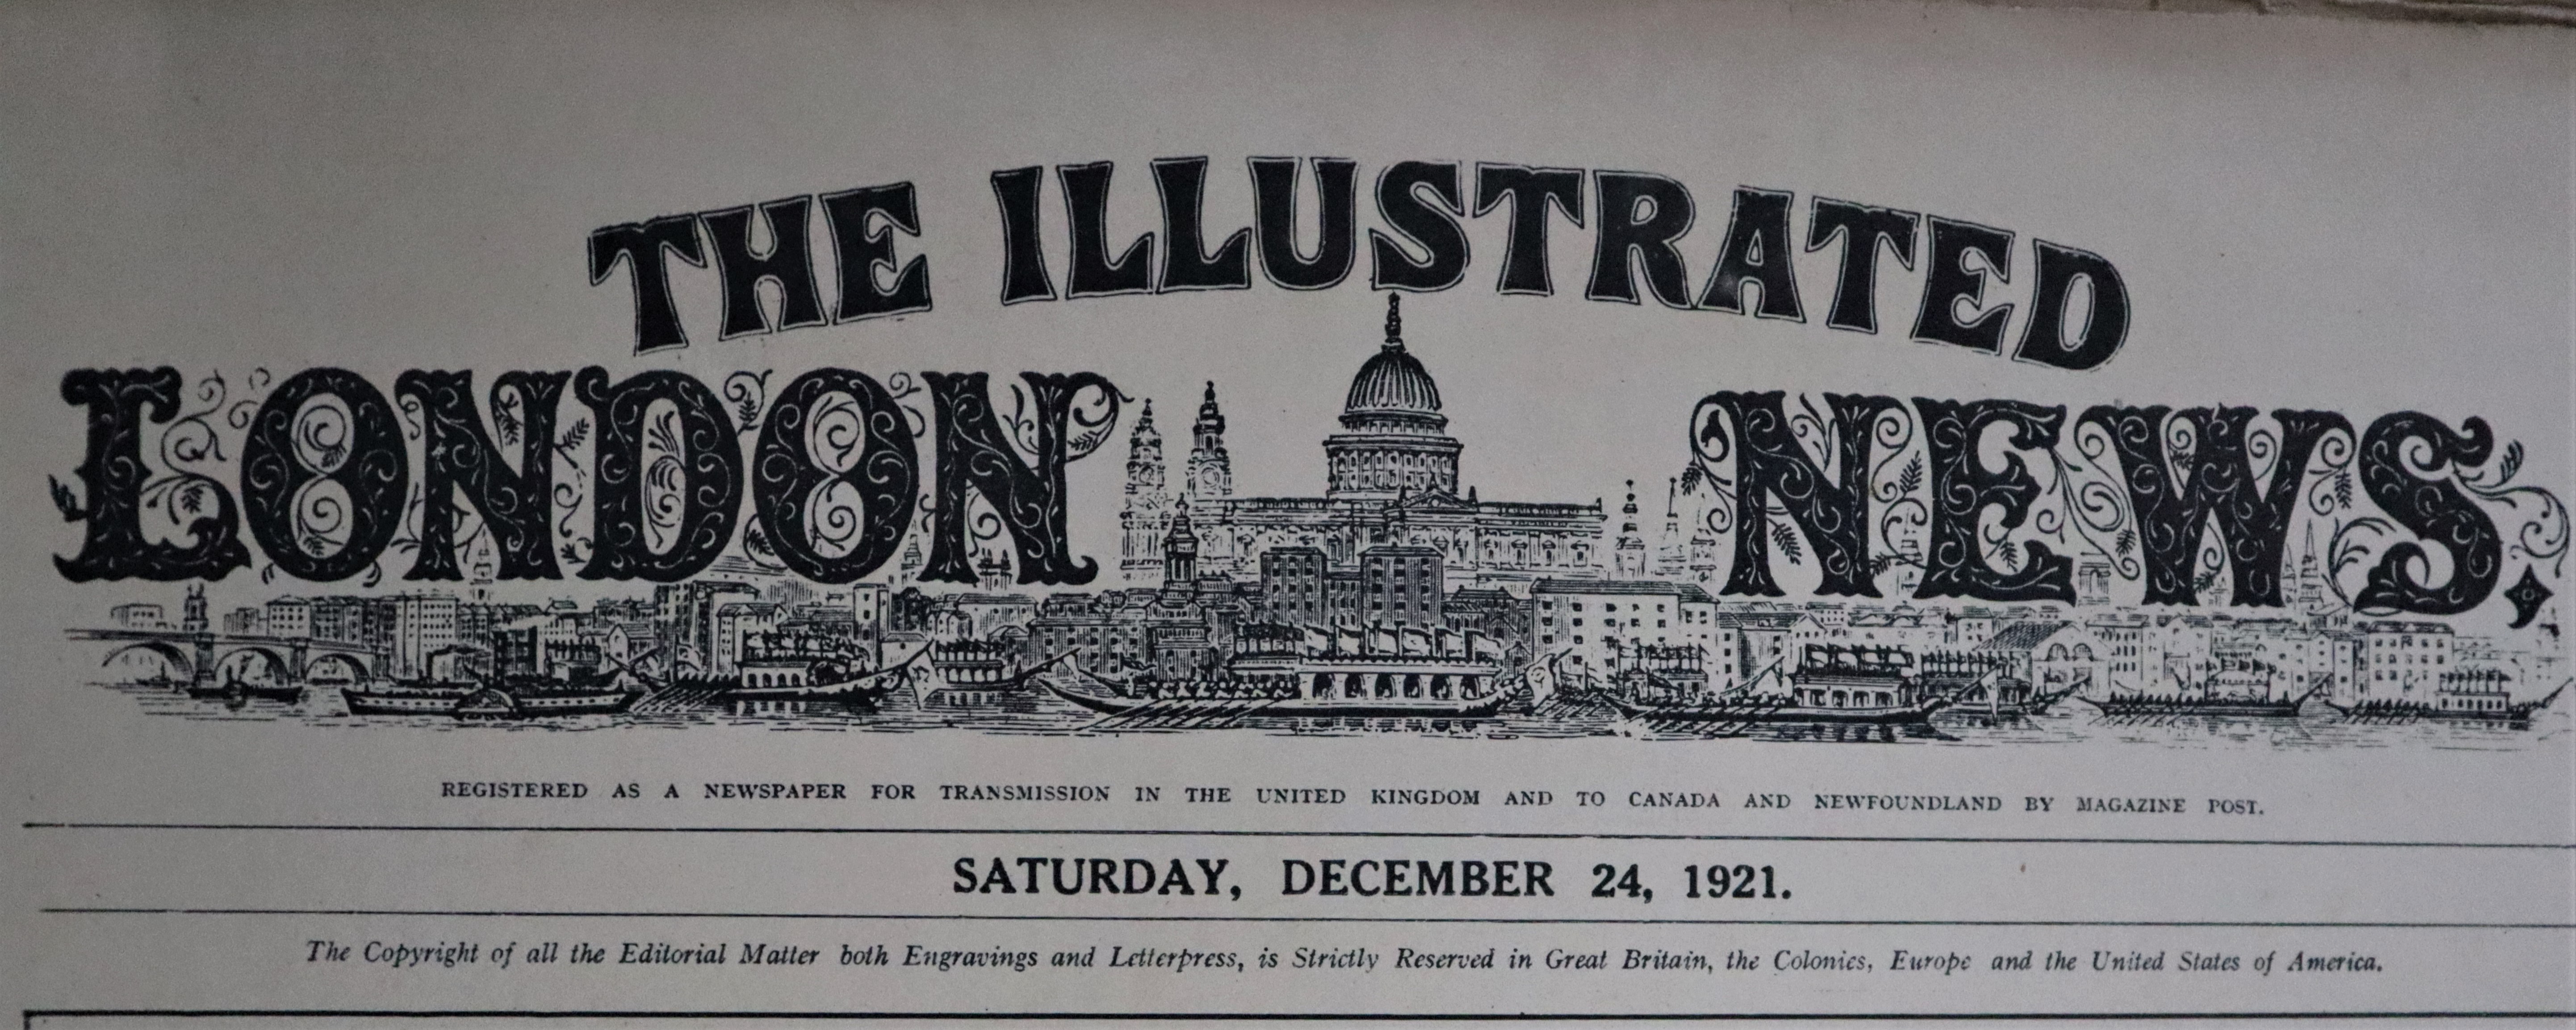 THE ILLUSTRATED
LONDON NEWS.
REGISTERED AS A NEWSPAPER FOR TRANSMISSION IN THE UNITED KINGDOM AND TO CANADA AND NEWFOUNDLAND BY MAGAZINE POST.
SATURDAY, DECEMBER 24, 1921.
The Copyright of all the Editorial Matter both Engravings and Letterpress, is Strictly Reserved in Great Britain, the Colonies, Europe and the United States of America.